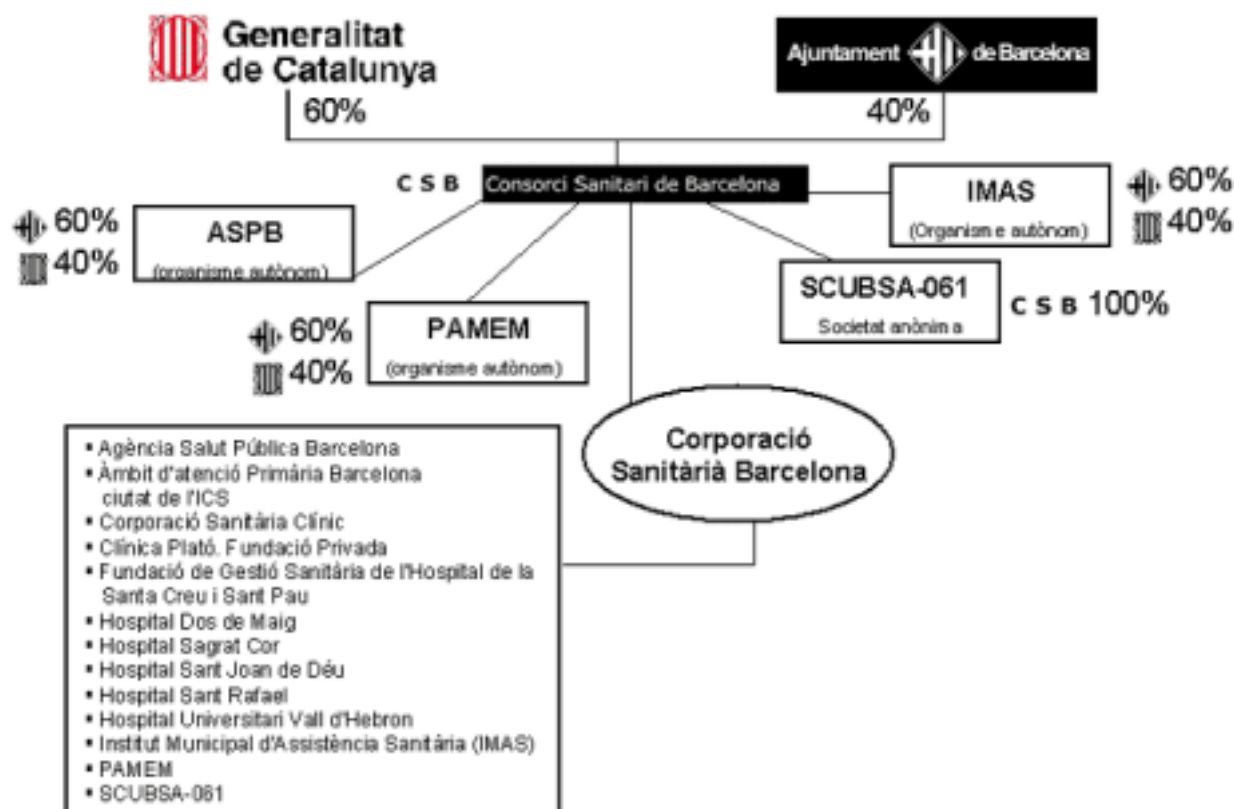 Generalitat
de Catalunya
Ajuntament de Barcelona
60%
40%
C S B Consorci Sanitari de Barcelona
IMAS
(Organisme autònom)
60%
40%
60%
40%
ASPB
(organisme autònom)
SCUBSA-061
Societat anònima
C S B 100%
60%
40%
PAMEM
(organisme autònom)
Corporació
Sanitàrià Barcelona
▪ Agència Salut Pública Barcelona
▪ Àmbit d'atenció Primària Barcelona
ciutat de l'ICS
▪ Corporació Sanitària Clínic
▪ Clínica Plató. Fundació Privada
▪ Fundació de Gestió Sanitària de l'Hospital de la
Santa Creu i Sant Pau
▪ Hospital Dos de Maig
▪ Hospital Sagrat Cor
▪ Hospital Sant Joan de Déu
▪ Hospital Sant Rafael
▪ Hospital Universitari Vall d'Hebron
▪ Institut Municipal d'Assistència Sanitària (IMAS)
▪ PAMEM
▪ SCUBSA-061